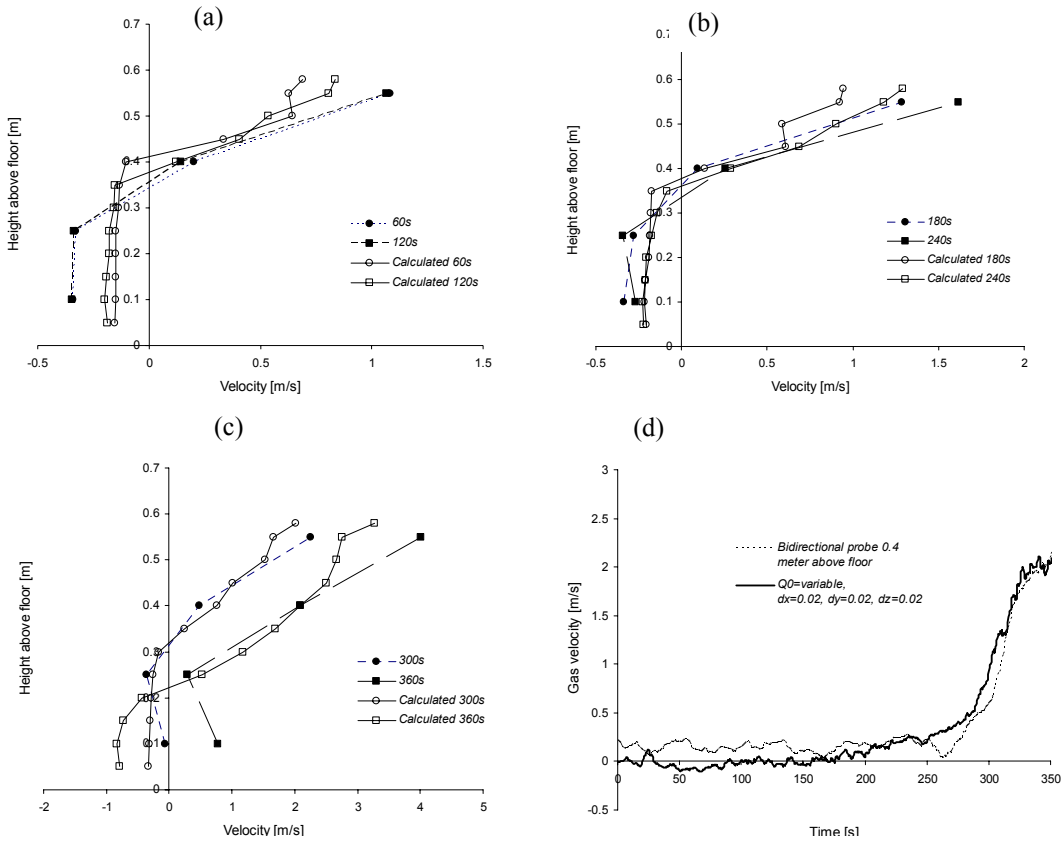 (a)
0.7
0.6
0.5
0.4
0.3
0.2
0.1
0
-0.5
0
0.5
1
1.5
Height above floor [m]
Velocity [m/s]
60s
120s
Calculated 60s
Calculated 120s
(b)
0.7
0.6
0.5
0.4
0.3
0.2
0.1
0
-0.5
0
0.5
1
1.5
2
Height above floor [m]
Velocity [m/s]
180s
240s
Calculated 180s
Calculated 240s
(c)
0.7
0.6
0.5
0.4
0.3
0.2
0.1
0
-2
-1
0
1
2
3
4
5
Height above floor [m]
Velocity [m/s]
300s
360s
Calculated 300s
Calculated 360s
(d)
3
2.5
2
1.5
1
0.5
0
-0.5
0
50
100
150
200
250
300
350
Gas velocity [m/s]
Time [s]
Bidirectional probe 0.4
meter above floor
Q0=variable,
dx=0.02, dy=0.02, dz=0.02